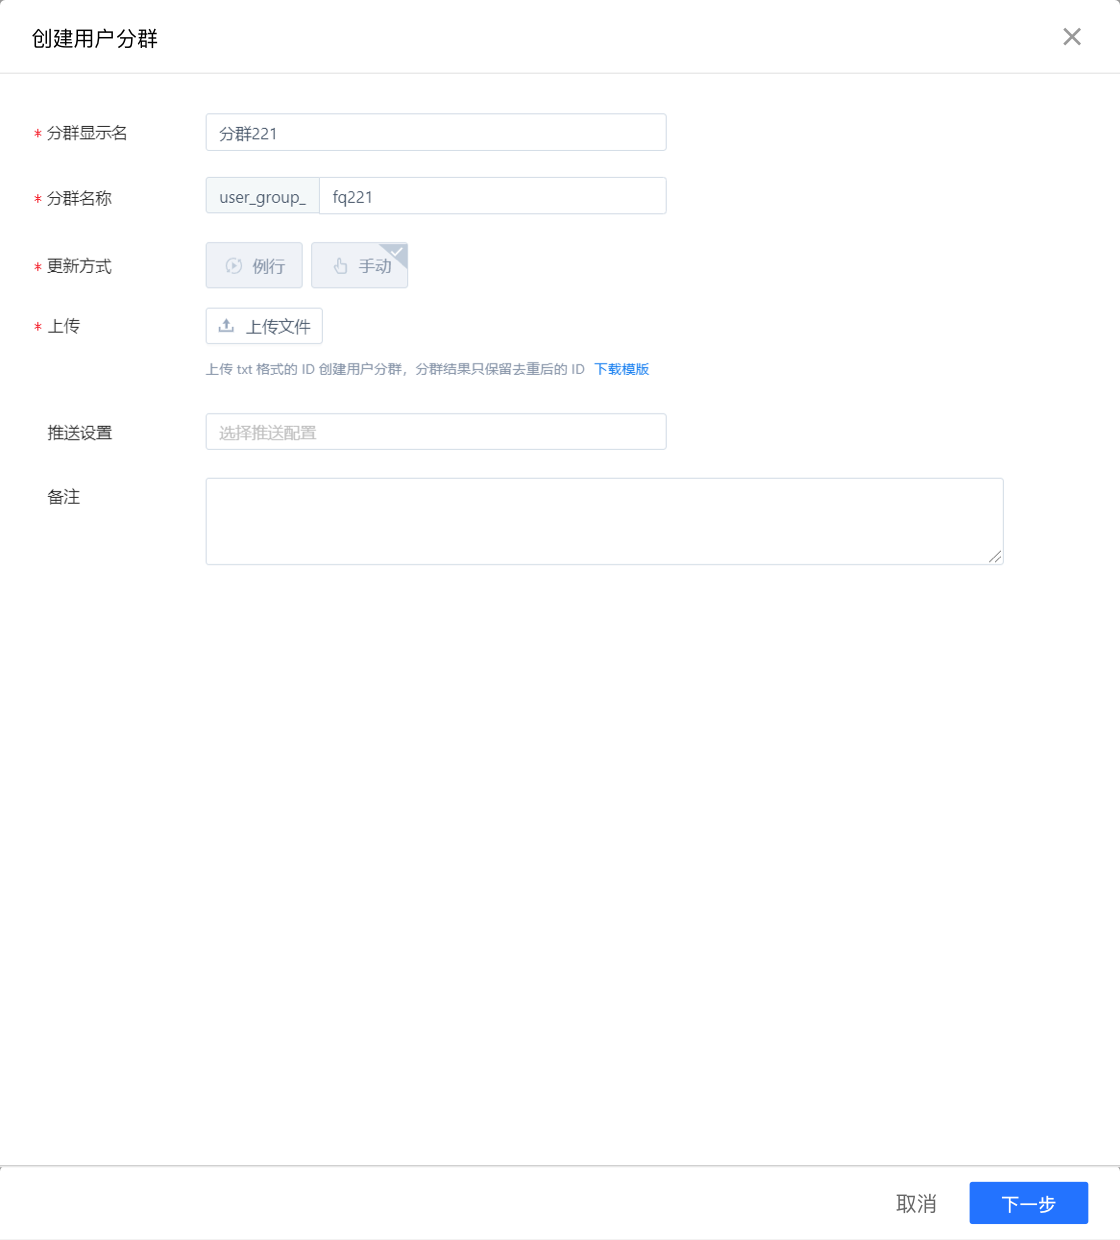 创建用户分群
* 分群显示名 分群221
* 分群名称 user_group_ fq221
* 更新方式 例行 手动
* 上传 上传文件
上传 txt 格式的 ID 创建用户分群，分群结果只保留去重后的 ID 下载模版
推送设置 选择推送配置
备注
取消 下一步